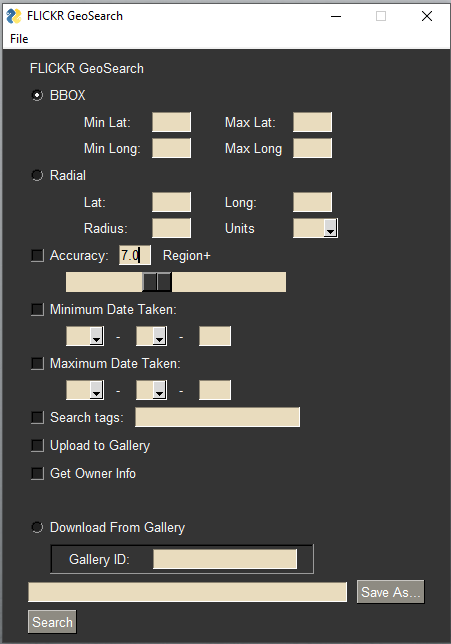 FLICKR GeoSearch
File
FLICKR GeoSearch
BBOX
Min Lat: Max Lat:
Min Long: Max Long
Radial
Lat: Long:
Radius: Units
Accuracy: 7.0 Region+
Minimum Date Taken:
- -
Maximum Date Taken:
- -
Search tags:
Upload to Gallery
Get Owner Info
Download From Gallery
Gallery ID:
Save As...
Search